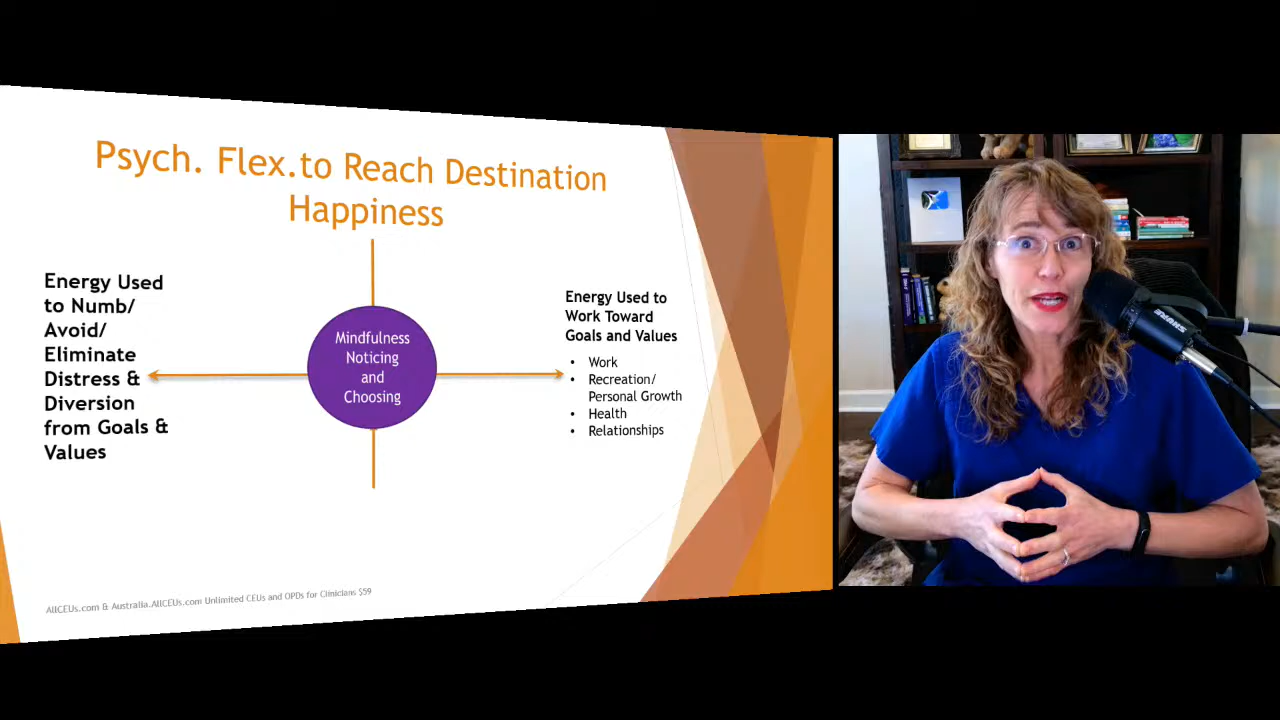 Psych. Flex.to Reach Destination
Happiness
Energy Used
to Numb/
Avoid/
Eliminate
Distress &
Diversion
from Goals &
Values
Mindfulness
Noticing
and
Choosing
Energy Used to
Work Toward
Goals and Values
• Work
• Recreation/
Personal Growth
• Health
• Relationships
AllCEUs.com & Australia.AllCEUs.com Unlimited CEUs and OPDs for Clinicians $59
SHURE